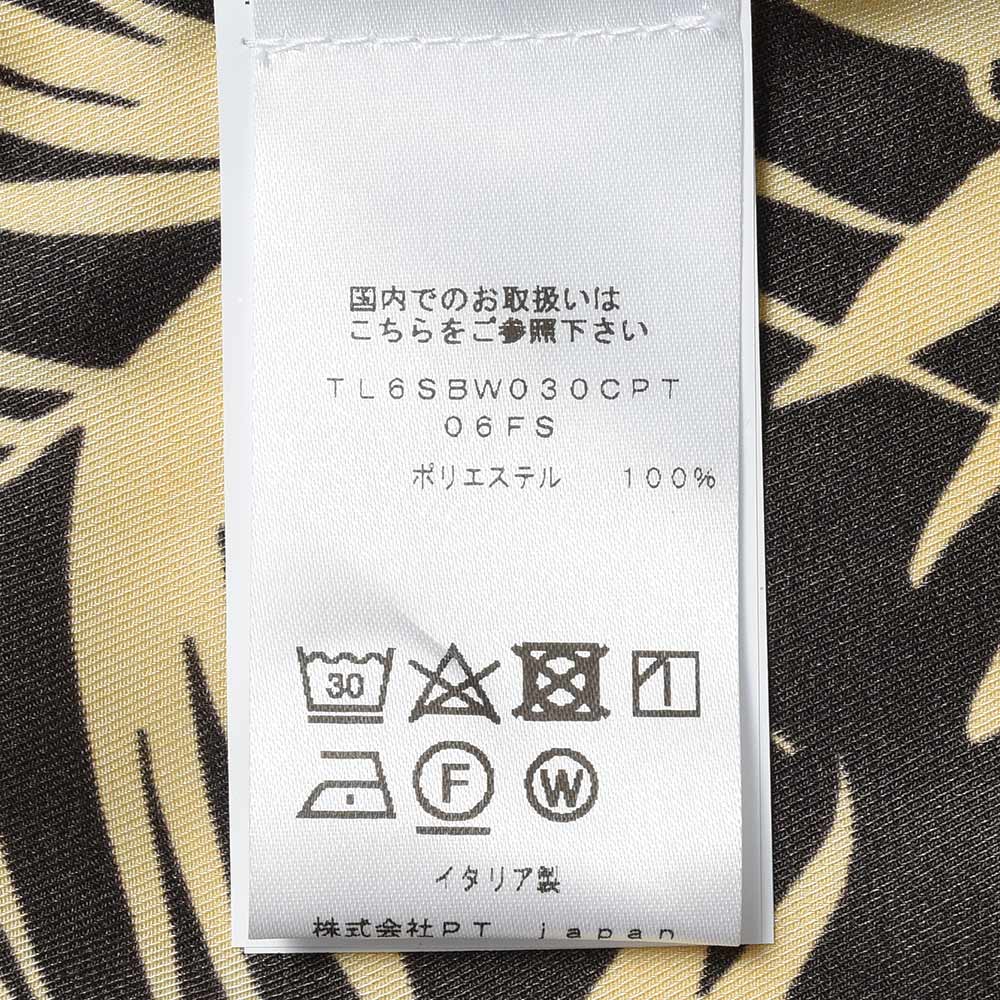 国内でのお取扱いは
こちらをご参照下さい
TL6SBW030CPT
06FS
ポリエステル 100%
30
F W
イタリア製
株式会社PT japan